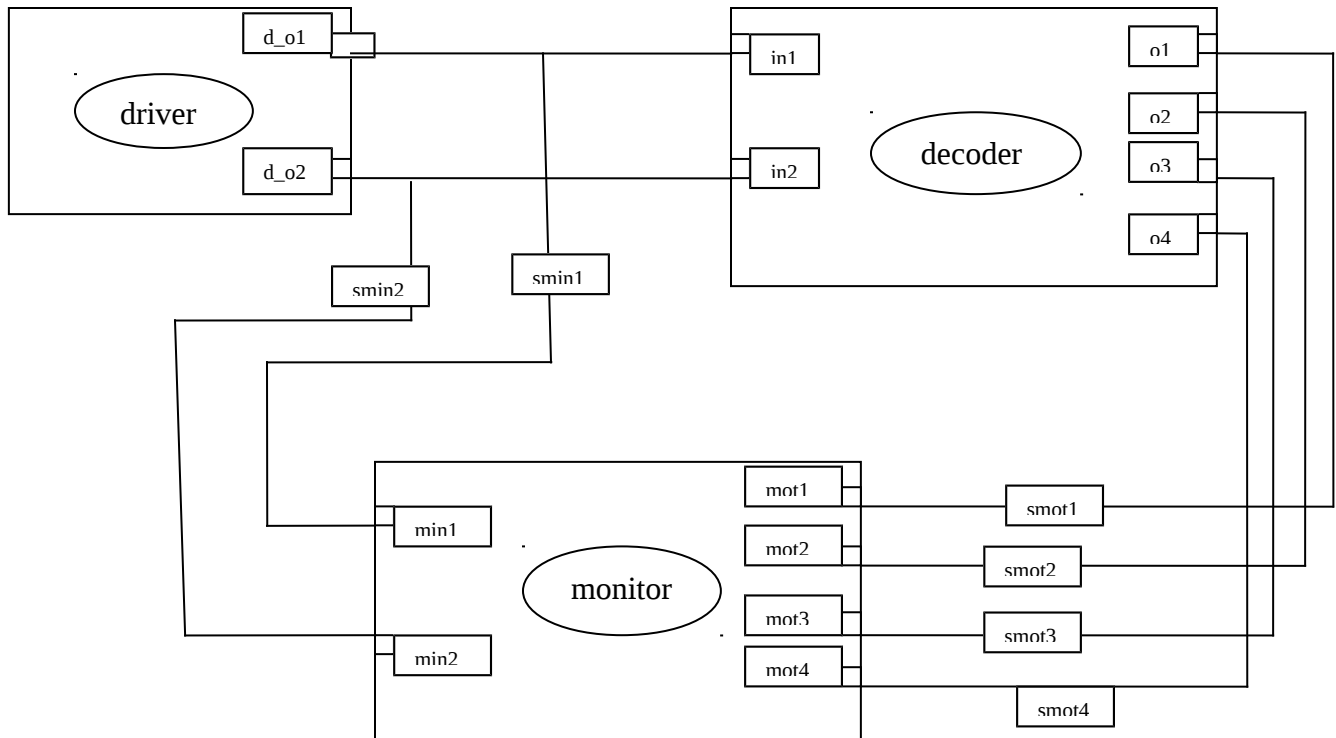 d_o1
driver
d_o2
in1
in2
decoder
o1
o2
o3
o4
smin2
smin1
min1
min2
monitor
mot1
mot2
mot3
mot4
smot1
smot2
smot3
smot4